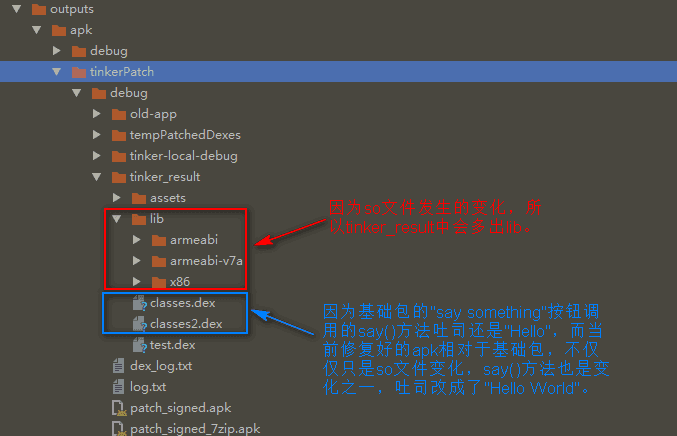 outputs
apk
debug
tinkerPatch
debug
old-app
tempPatchedDexes
tinker-local-debug
tinker_result
assets
lib
armeabi
armeabi-v7a
x86
classes.dex
classes2.dex
test.dex
dex_log.txt
log.txt
patch_signed.apk
patch_signed_7zip.apk
因为so文件发生的变化，所
以tinker_result中会多出lib。
因为基础包的"say something"按钮调
用的say()方法吐司还是"Hello"，而当
前修复好的apk相对于基础包，不仅
仅只是so文件变化，say()方法也是变
化之一，吐司改成了"Hello World"。